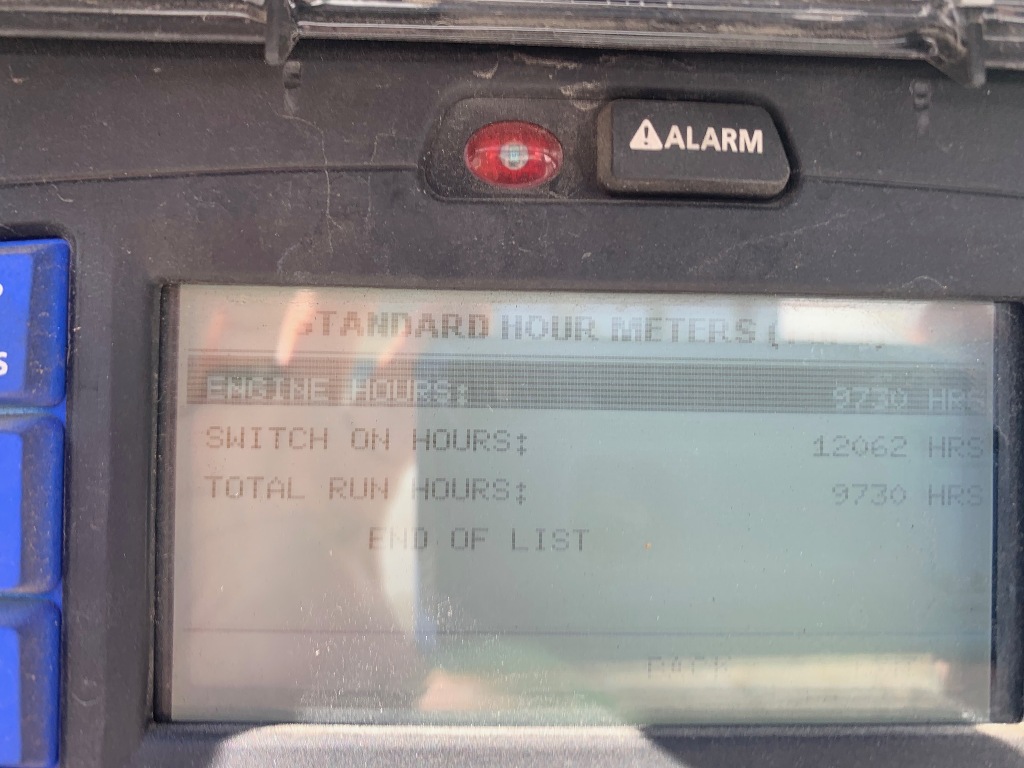 ALARM
STANDARD HOUR METERS (
ENGINE HOURS: 9730 HRS
SWITCH ON HOURS: 12062 HRS
TOTAL RUN HOURS: 9730 HRS
END OF LIST
BACK
S